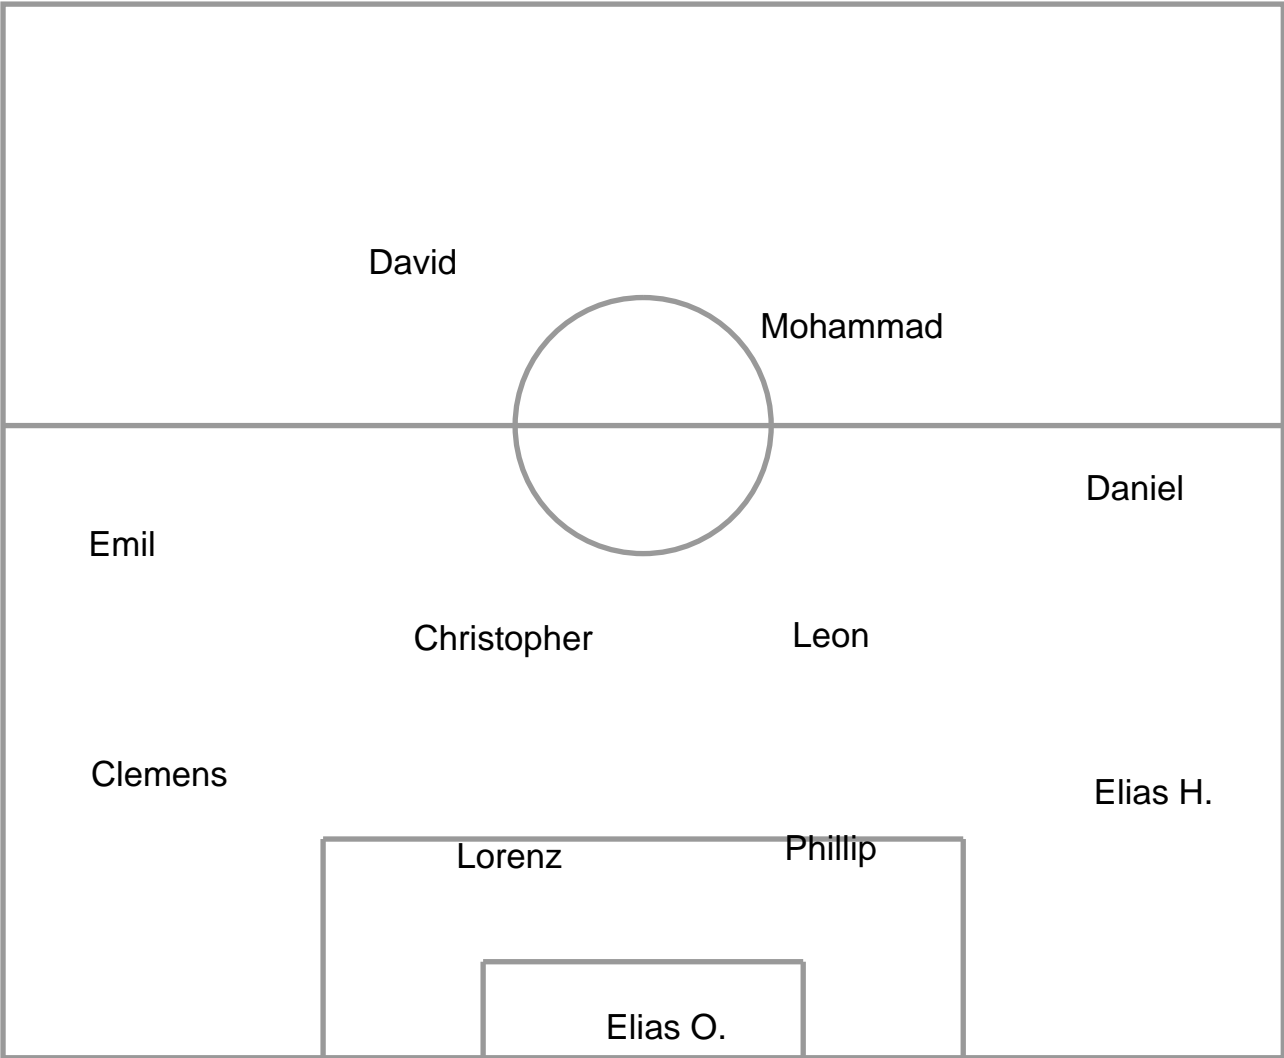 David
Mohammad
Daniel
Emil
Christopher
Leon
Clemens
Elias H.
Lorenz
Phillip
Elias O.